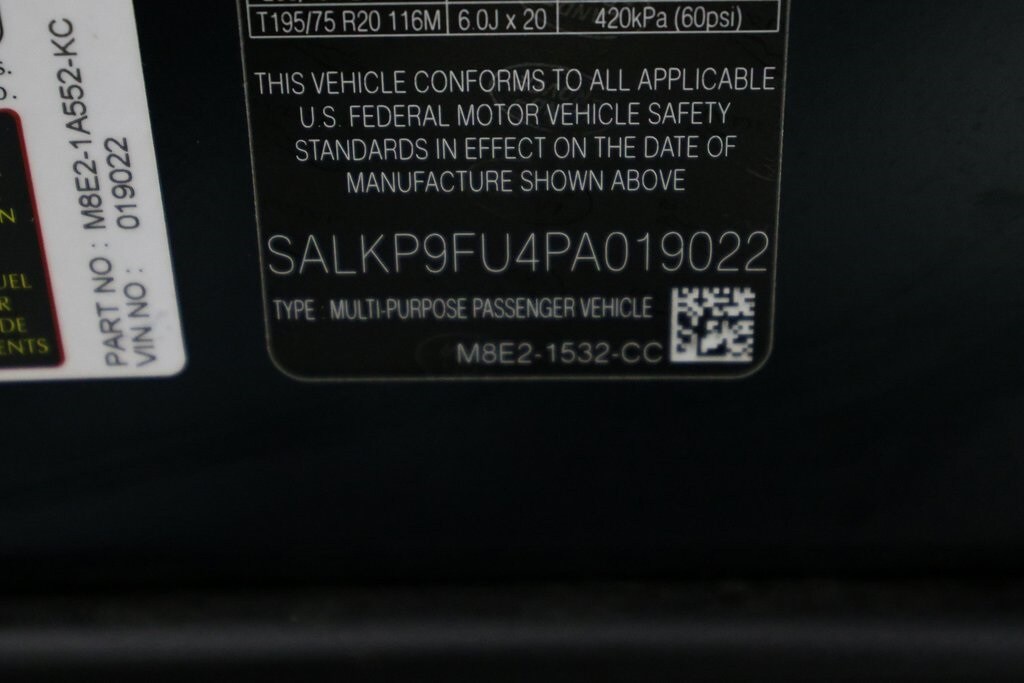 T195/75 R20 116M 6.0J x 20 420kPa (60psi)
THIS VEHICLE CONFORMS TO ALL APPLICABLE
U.S. FEDERAL MOTOR VEHICLE SAFETY
STANDARDS IN EFFECT ON THE DATE OF
MANUFACTURE SHOWN ABOVE
SALKP9FU4PA019022
TYPE : MULTI-PURPOSE PASSENGER VEHICLE
M8E2-1532-CC
PART NO : M8E2-1A552-KC
VIN NO : 019022